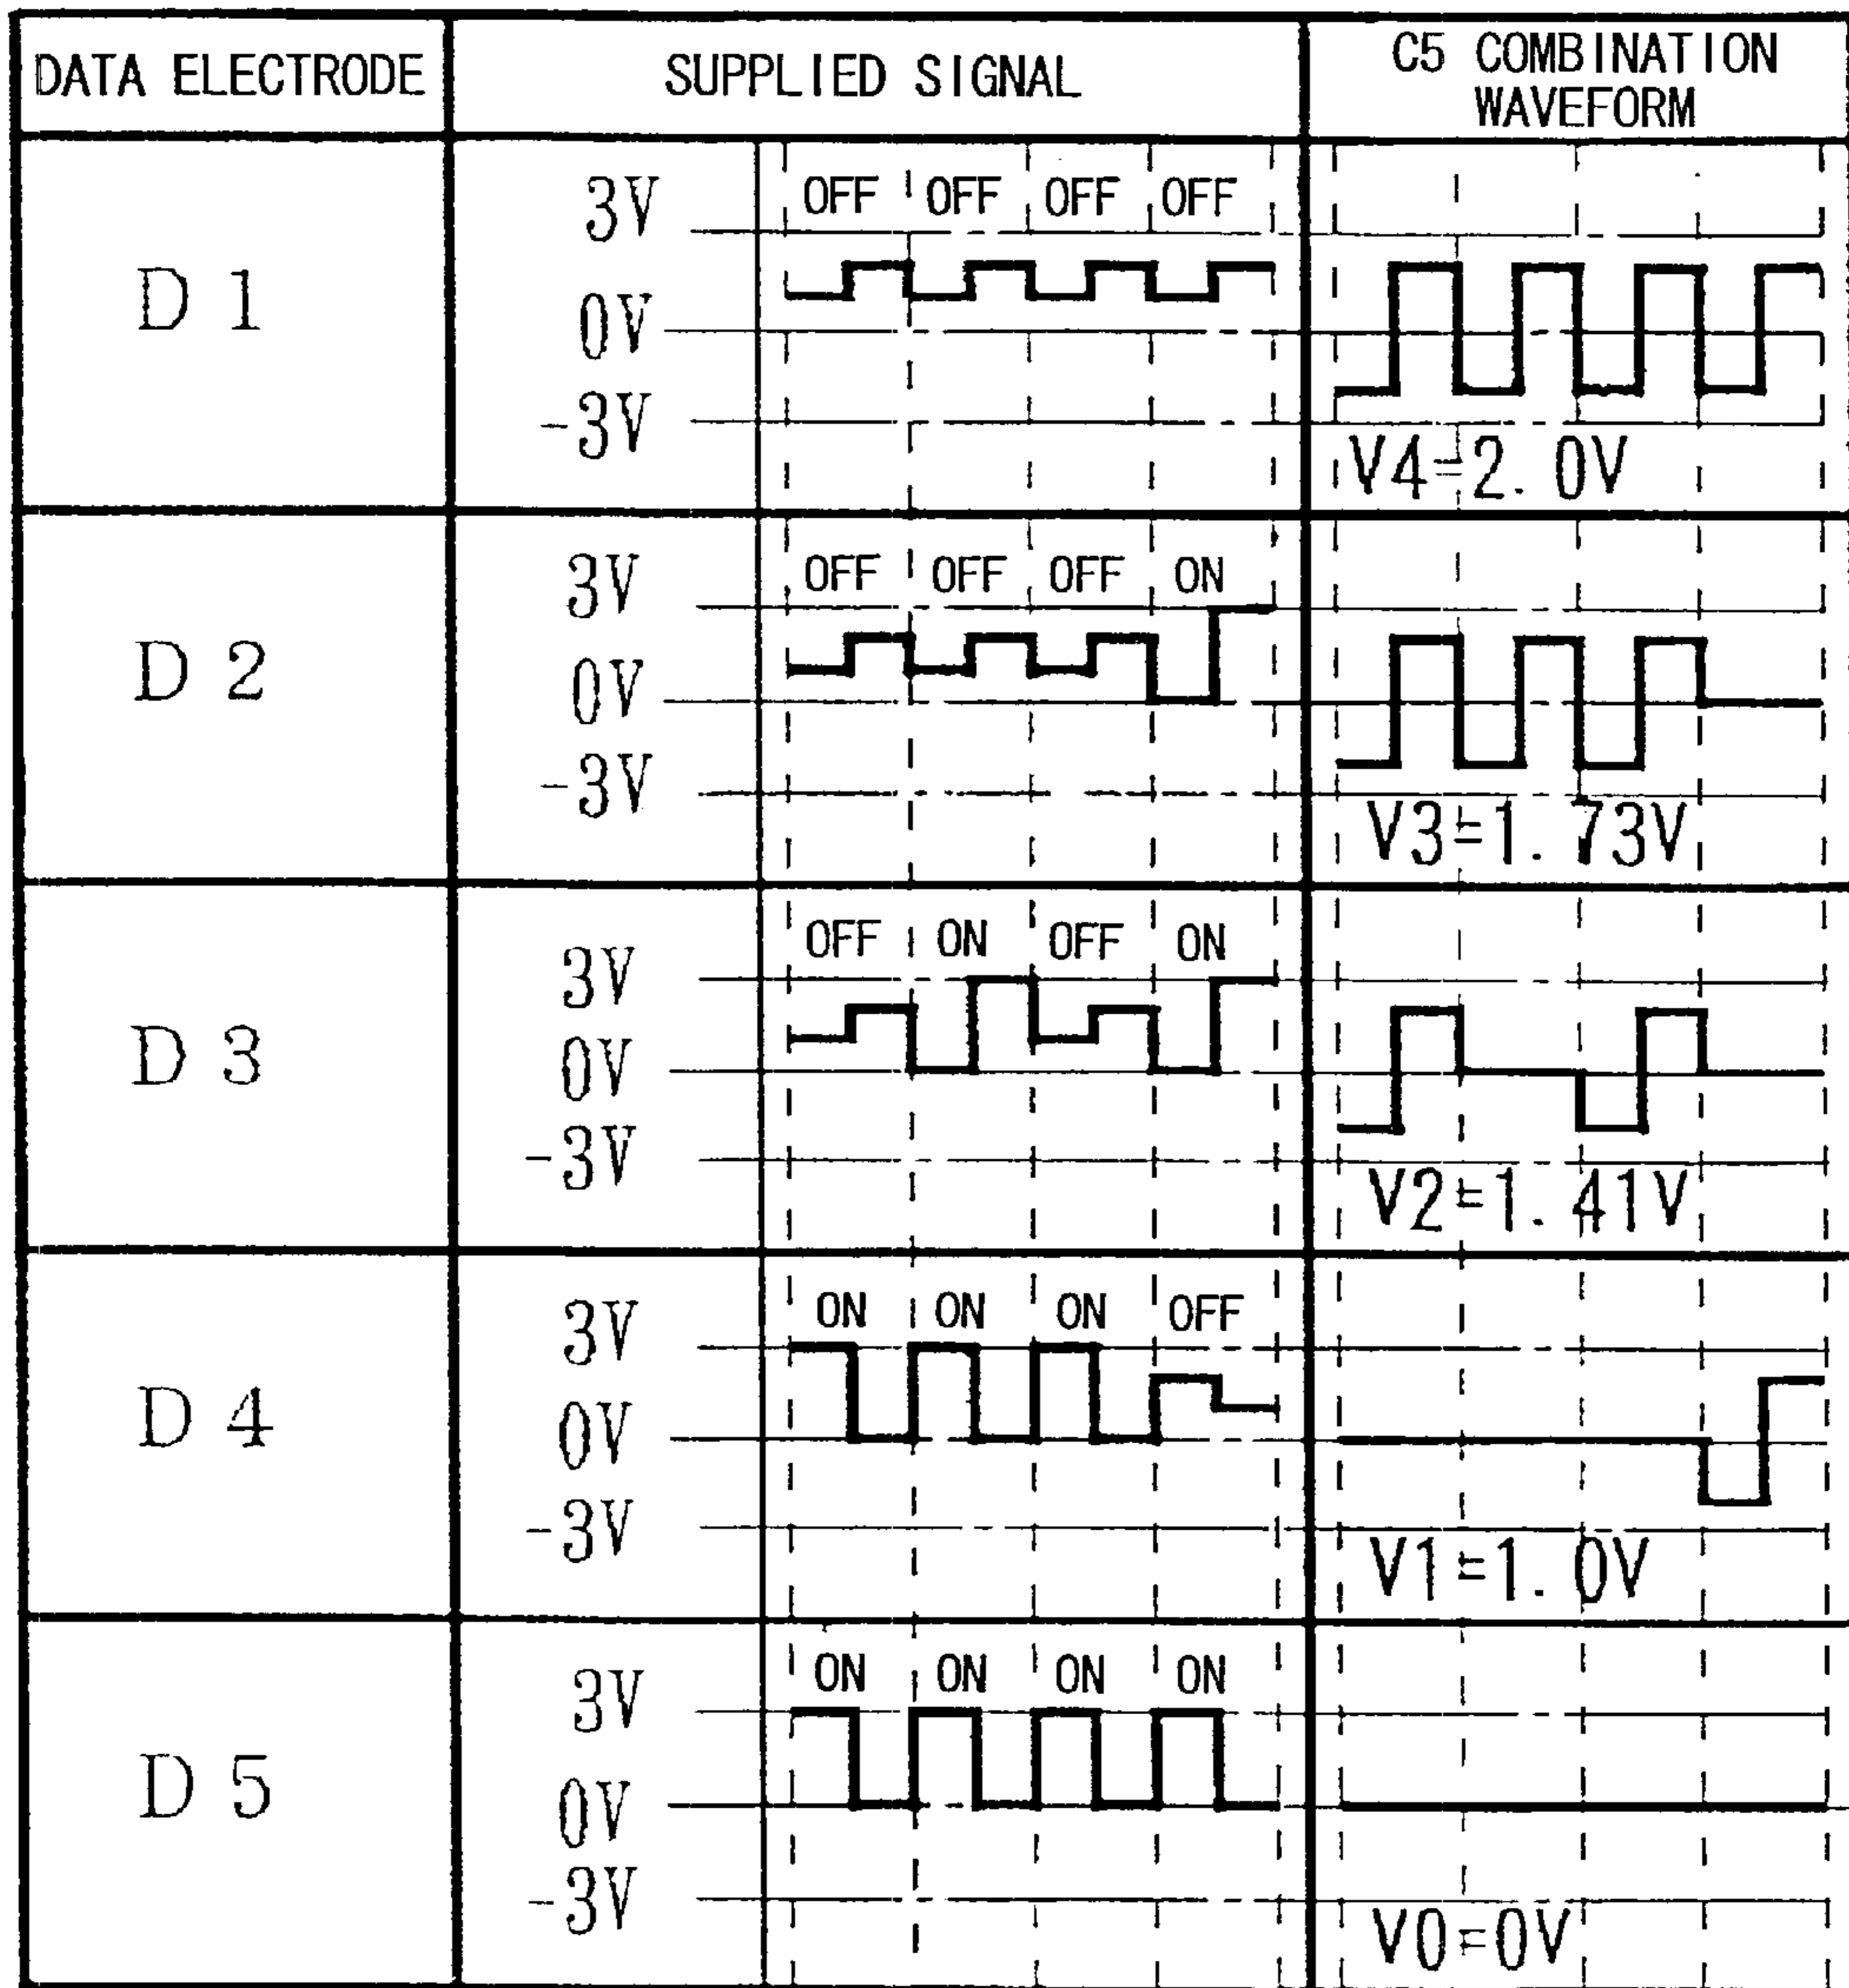 DATA ELECTRODE
SUPPLIED SIGNAL
C5 COMBINATION
WAVEFORM
D 1
3V
0V
-3V
OFF OFF OFF OFF
V4=2. 0V
D 2
3V
0V
-3V
OFF OFF OFF ON
V3=1. 73V
D 3
3V
0V
-3V
OFF ON OFF ON
V2=1. 41V
D 4
3V
0V
-3V
ON ON ON OFF
V1=1. 0V
D 5
3V
0V
-3V
ON ON ON ON
V0=0V